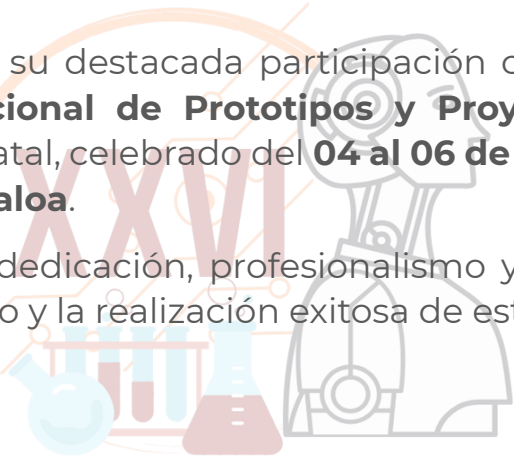 su destacada participación
cional de Prototipos y Proy
atal, celebrado del 04 al 06 de
aloa.
XXVI
dedicación, profesionalismo y
o y la realización exitosa de est